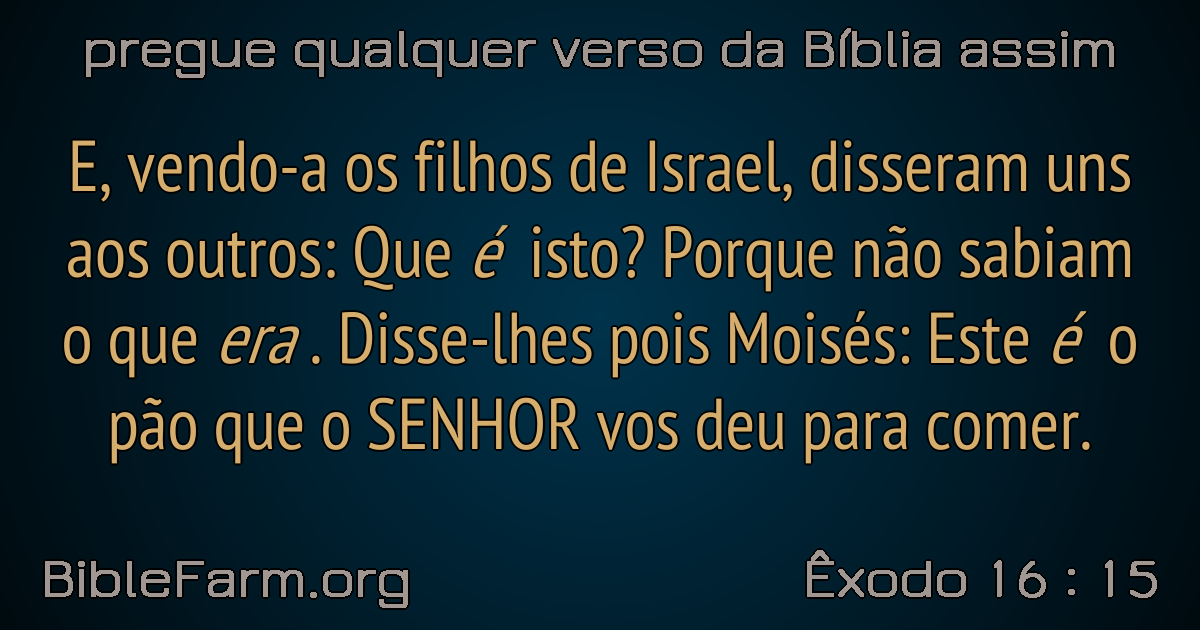 pregue qualquer verso da Bíblia assim
E, vendo-a os filhos de Israel, disseram uns
aos outros: Que é isto? Porque não sabiam
o que era . Disse-lhes pois Moisés: Este é o
pão que o SENHOR vos deu para comer.
BibleFarm.org
Êxodo 16 : 15